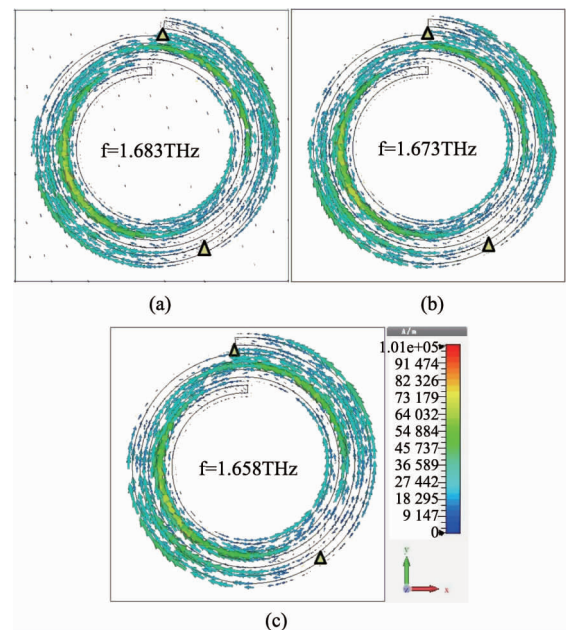 f=1.683THz
f=1.673THz
(a)
(b)
f=1.658THz
A/m
1.01e+05
91 474
82 326
73 179
64 032
54 884
45 737
36 589
27 442
18 295
9 147
0
(c)